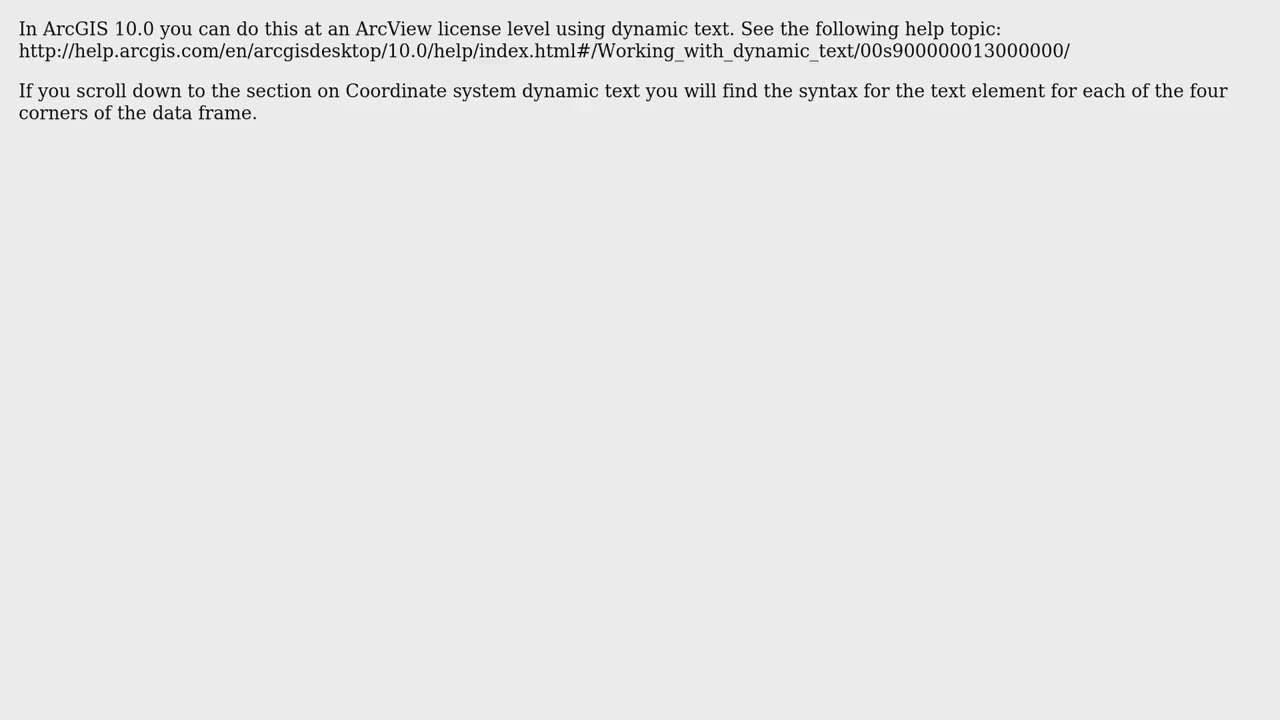 In ArcGIS 10.0 you can do this at an ArcView license level using dynamic text. See the following help topic:
http://help.arcgis.com/en/arcgisdesktop/10.0/help/index.html#/Working_with_dynamic_text/00s900000013000000/
If you scroll down to the section on Coordinate system dynamic text you will find the syntax for the text element for each of the four
corners of the data frame.